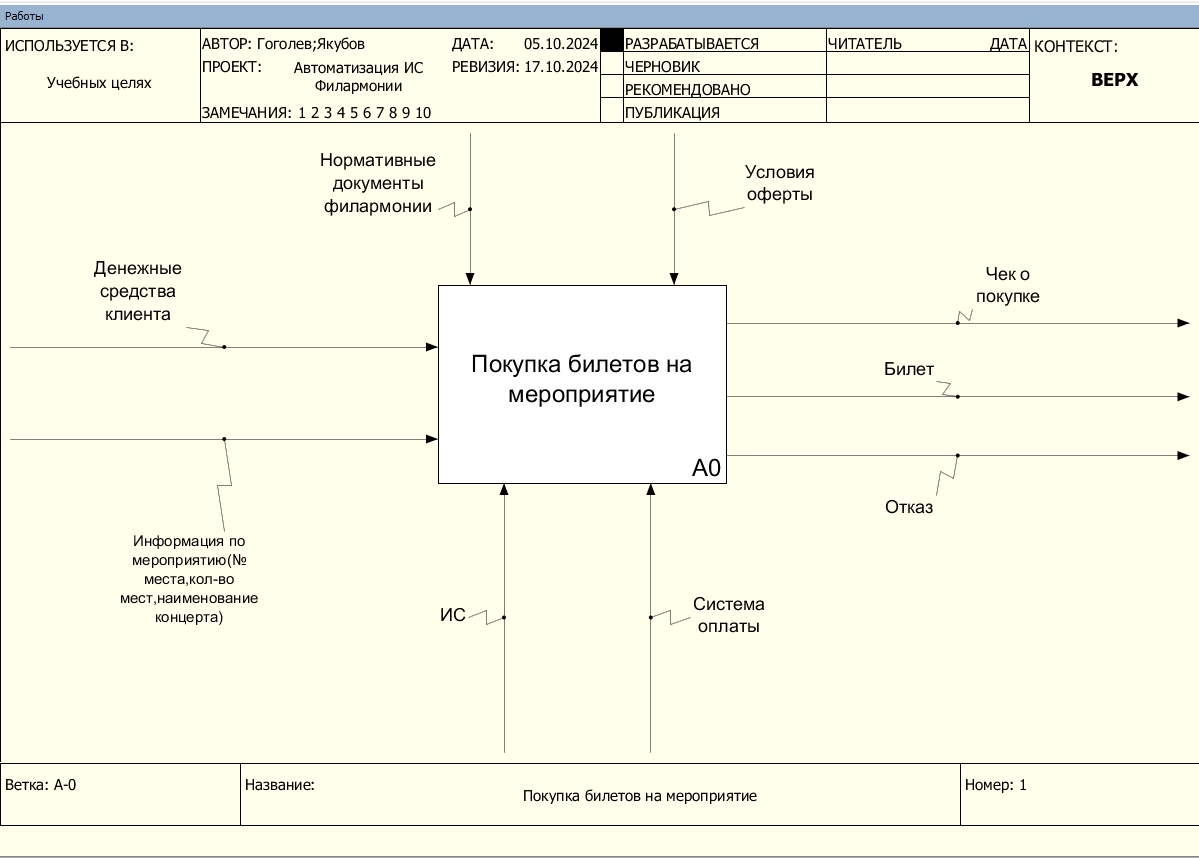 Работы
ИСПОЛЬЗУЕТСЯ В:
Учебных целях
АВТОР: Гоголев;Якубов
ДАТА: 05.10.2024
ПРОЕКТ: Автоматизация ИС
Филармонии
РЕВИЗИЯ: 17.10.2024
ЗАМЕЧАНИЯ: 1 2 3 4 5 6 7 8 9 10
РАЗРАБАТЫВАЕТСЯ
ЧЕРНОВИК
РЕКОМЕНДОВАНО
ПУБЛИКАЦИЯ
ЧИТАТЕЛЬ ДАТА
КОНТЕКСТ:
ВЕРХ
Нормативные
документы
филармонии
Условия
оферты
Денежные
средства
клиента
Чек о
покупке
Покупка билетов на
мероприятие
A0
Билет
Отказ
Информация по
мероприятию(№
места,кол-во
мест,наименование
концерта)
ИС
Система
оплаты
Ветка: A-0
Название:
Покупка билетов на мероприятие
Номер: 1